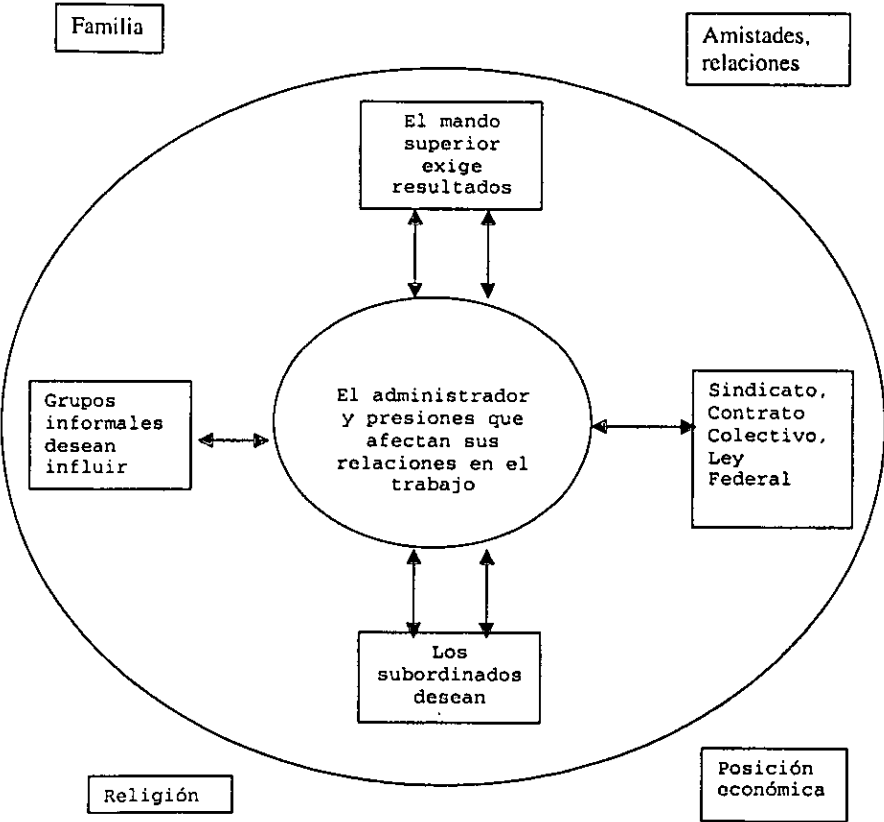 Familia
Amistades,
relaciones
El mando
superior
exige
resultados
Grupos
informales
desean
influir
El administrador
y presiones que
afectan sus
relaciones en el
trabajo
Sindicato,
Contrato
Colectivo,
Ley
Federal
Los
subordinados
desean
Religión
Posición
económica